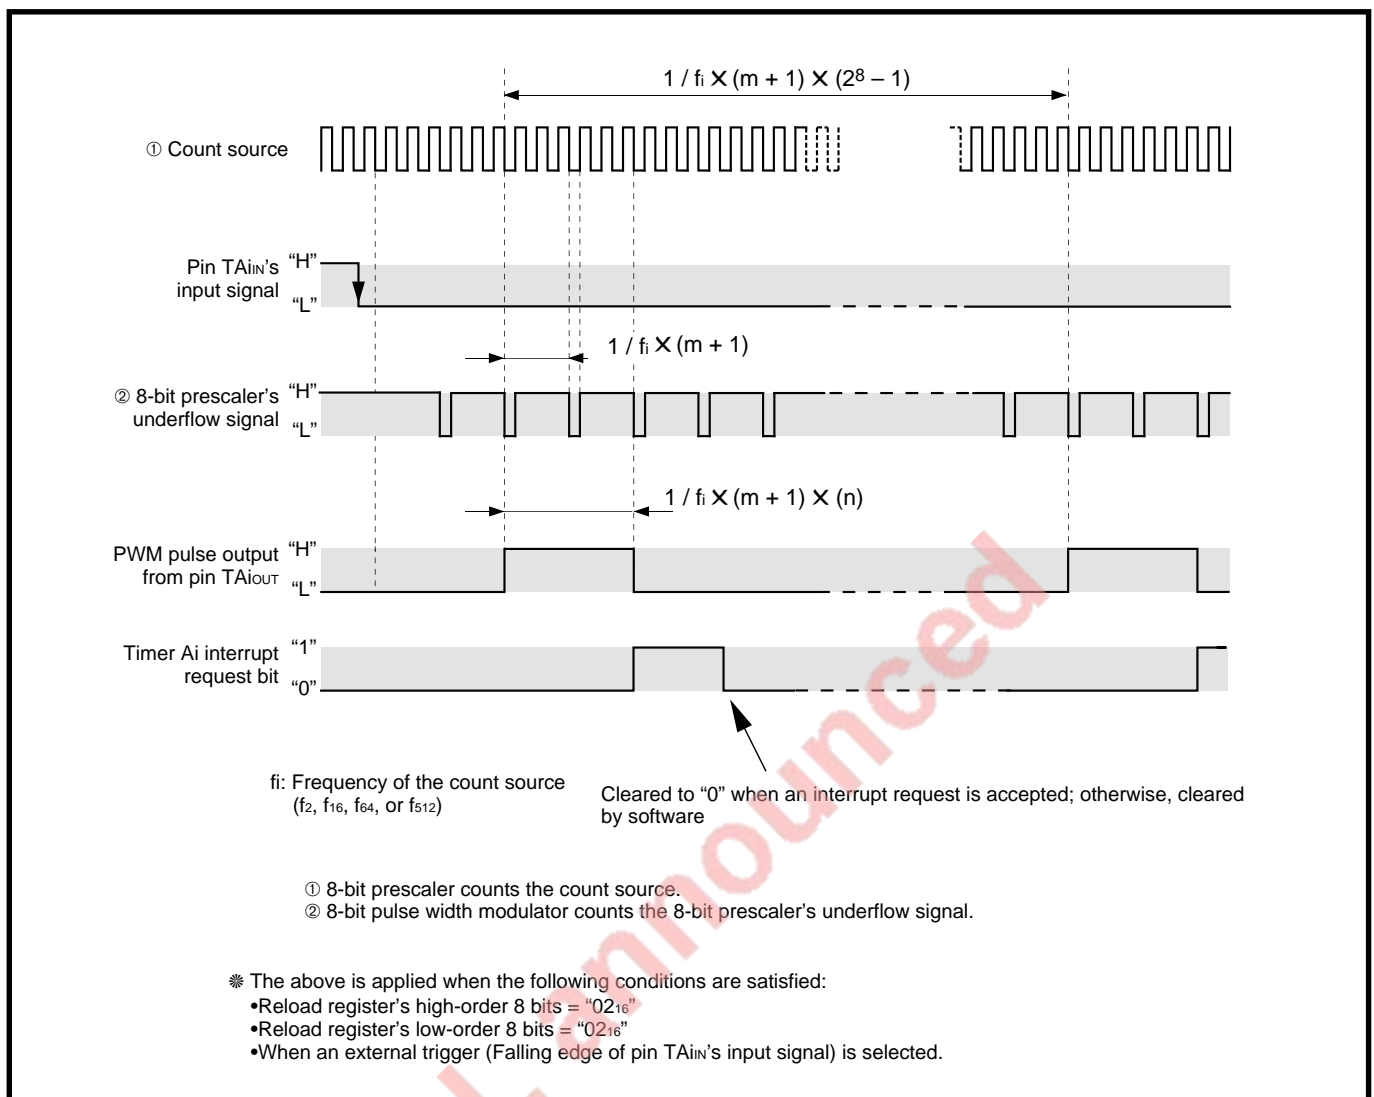 1 / fi ✕ (m + 1) ✕ (2⁸ – 1)
① Count source
Pin TAiIN's
input signal
“H”
“L”
1 / fi ✕ (m + 1)
② 8-bit prescaler's
underflow signal
“H”
“L”
1 / fi ✕ (m + 1) ✕ (n)
PWM pulse output
from pin TAiOUT
“H”
“L”
Timer Ai interrupt
request bit
“1”
“0”
fi: Frequency of the count source
(f2, f16, f64, or f512)
Cleared to “0” when an interrupt request is accepted; otherwise, cleared
by software
① 8-bit prescaler counts the count source.
② 8-bit pulse width modulator counts the 8-bit prescaler's underflow signal.
❋ The above is applied when the following conditions are satisfied:
•Reload register's high-order 8 bits = “0216”
•Reload register's low-order 8 bits = “0216”
•When an external trigger (Falling edge of pin TAiIN's input signal) is selected.
announced